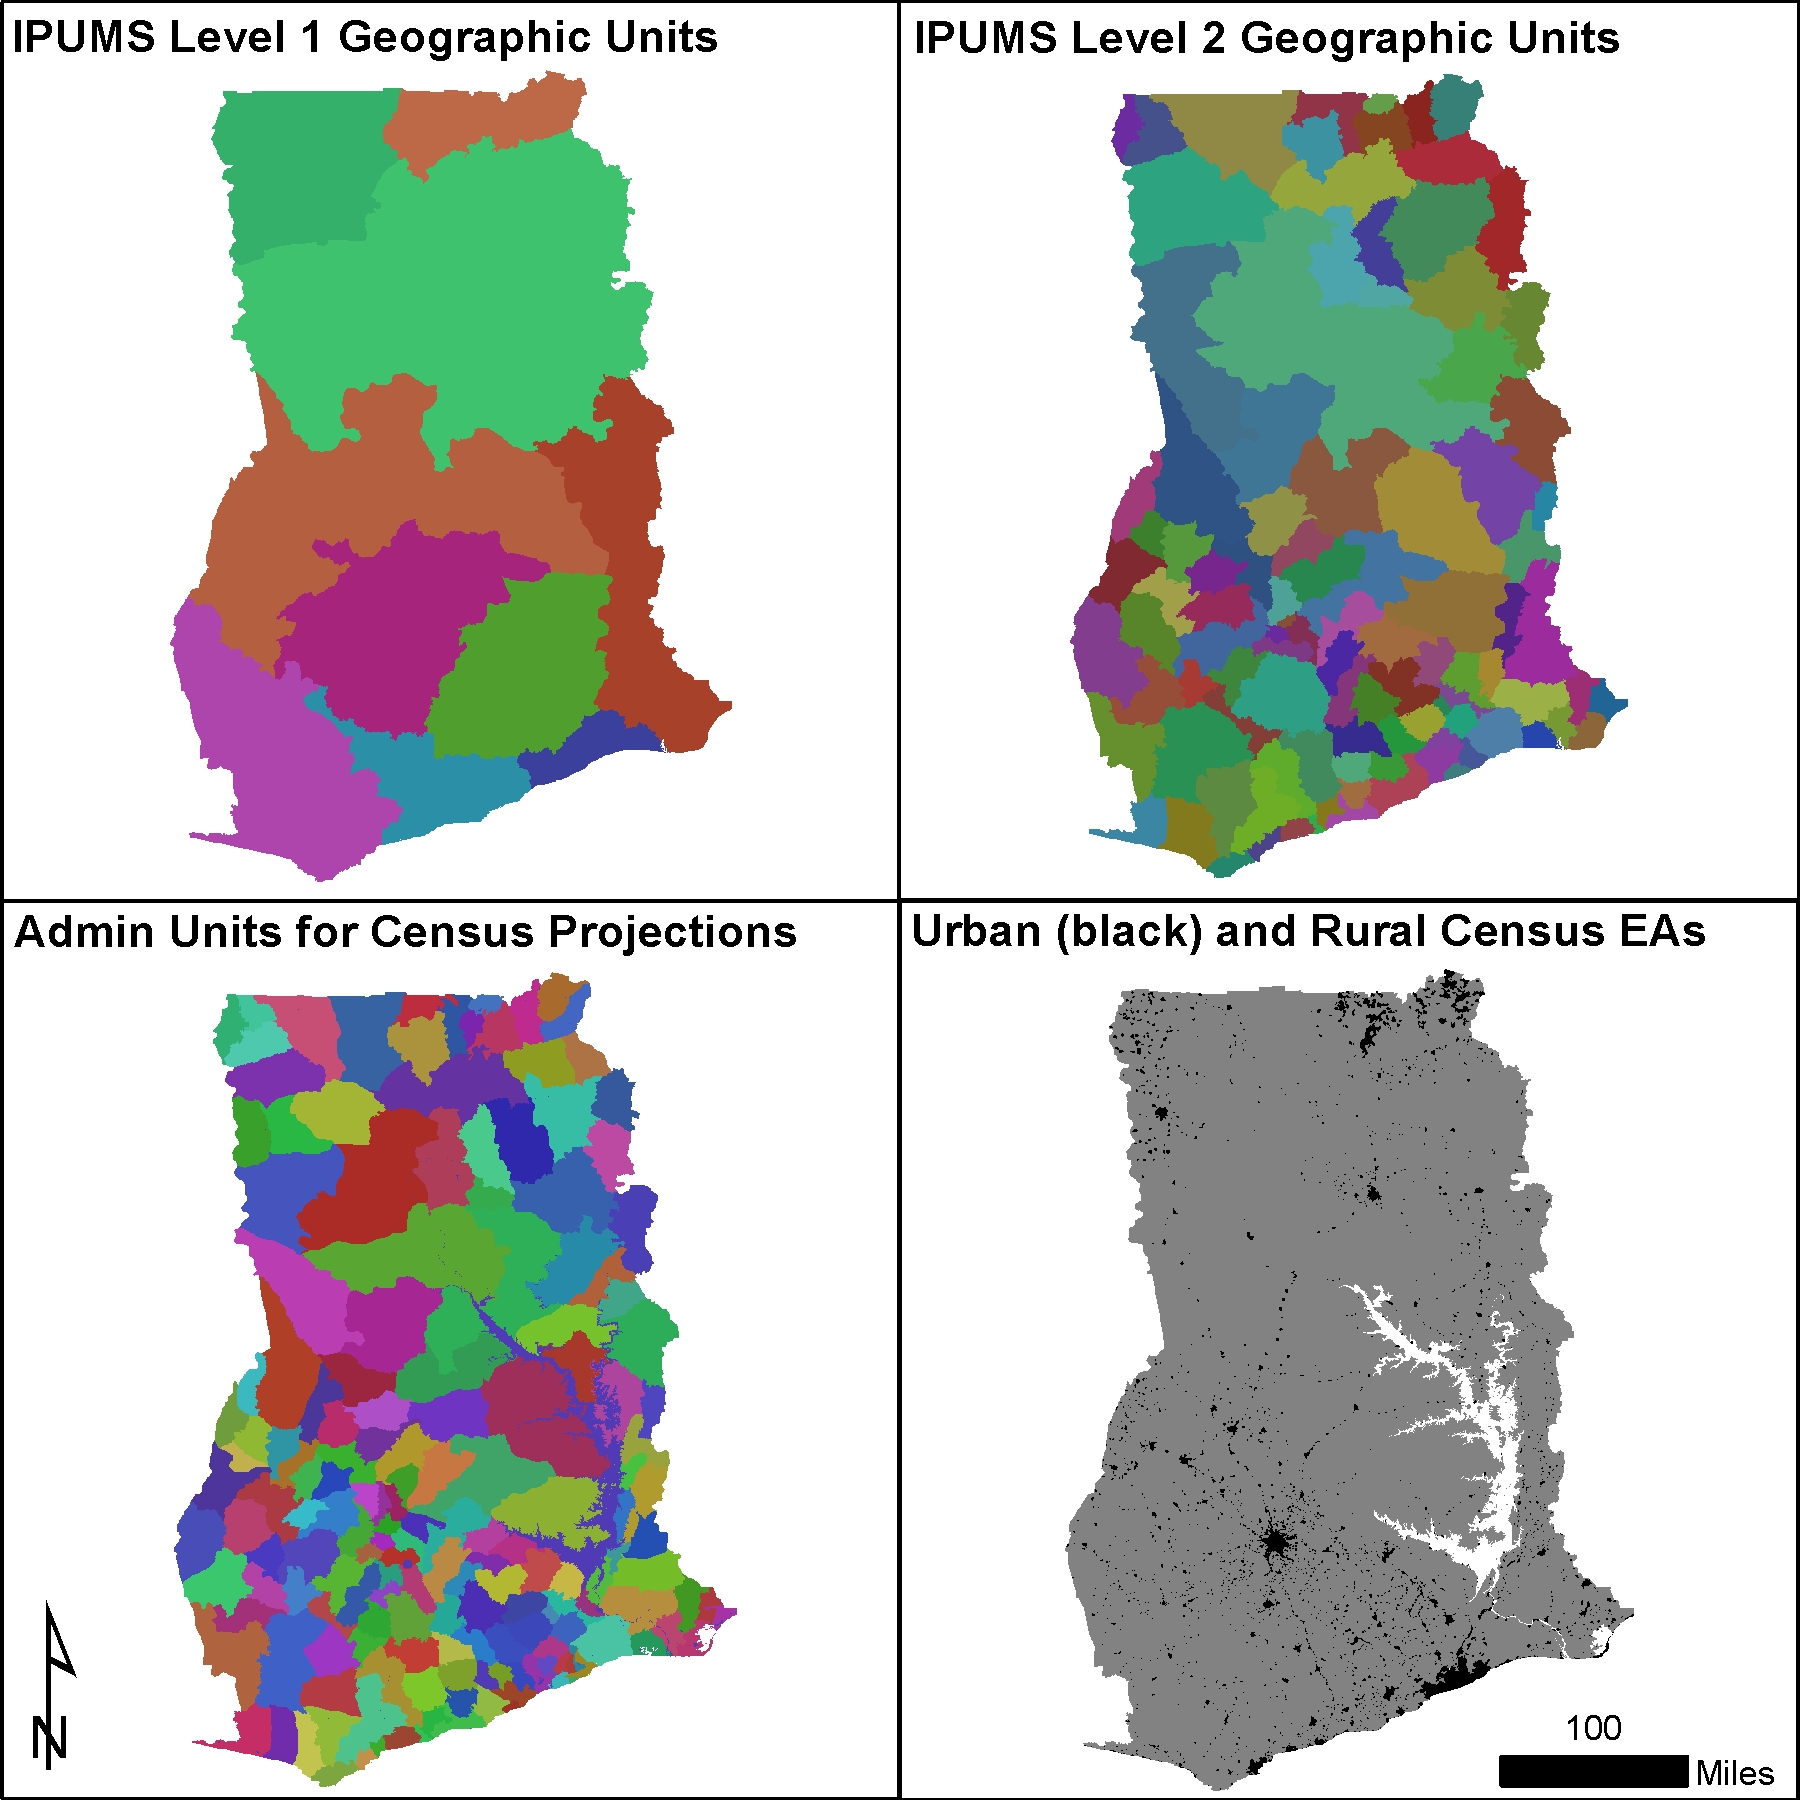 IPUMS Level 1 Geographic Units
IPUMS Level 2 Geographic Units
Admin Units for Census Projections
Urban (black) and Rural Census EAs
N
100
Miles